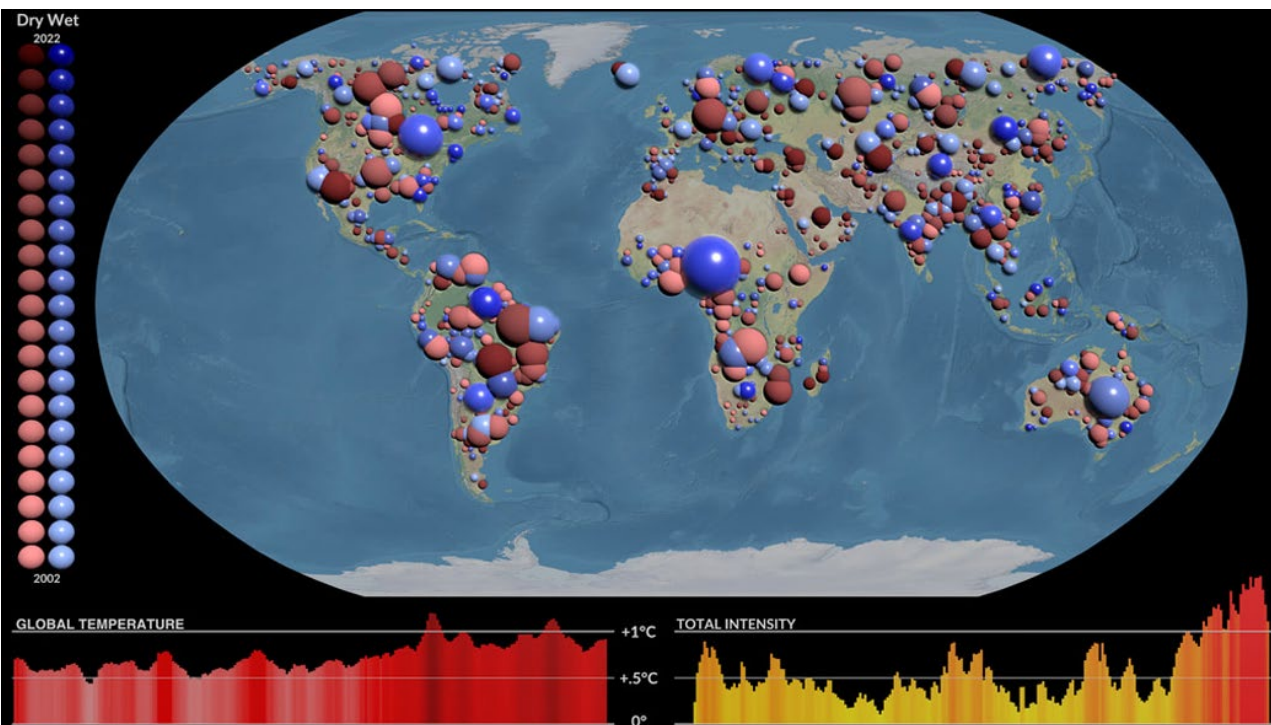 Dry Wet
2022
2002
GLOBAL TEMPERATURE
+1°C
TOTAL INTENSITY
+.5°C
0°